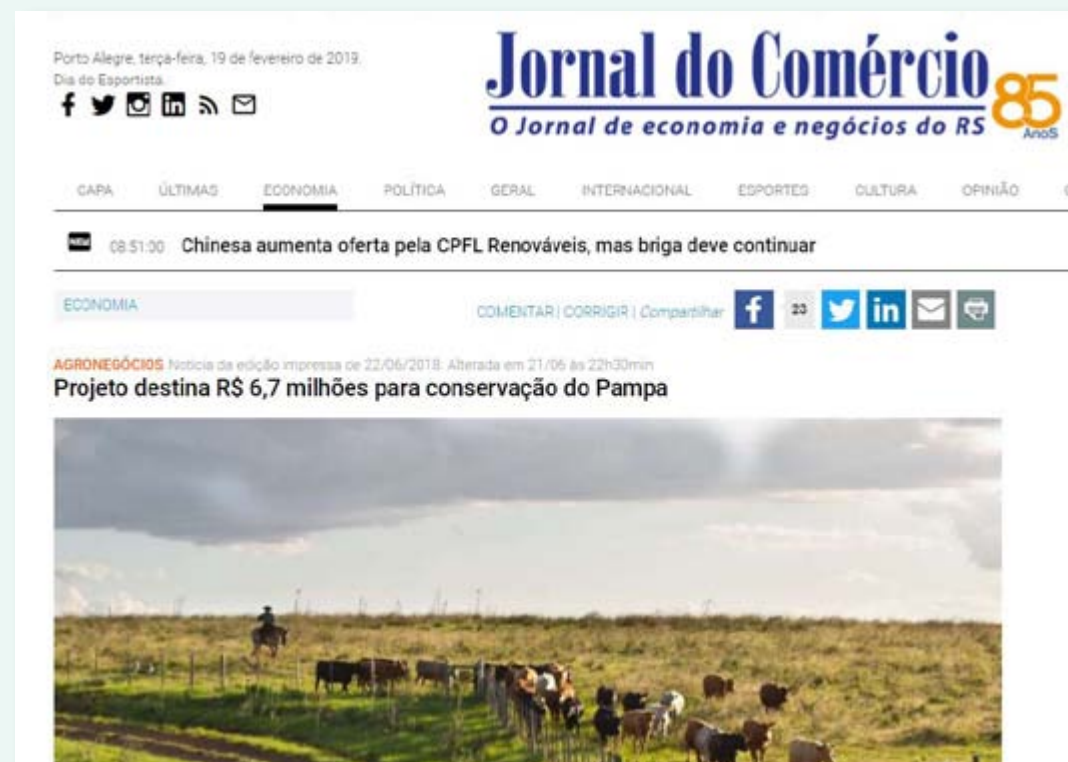 Porto Alegre, terça-feira, 19 de fevereiro de 2019.
Dia do Esportista.
Jornal do Comércio
O Jornal de economia e negócios do RS
85
AnoS
CAPA ÚLTIMAS ECONOMIA POLÍTICA GERAL INTERNACIONAL ESPORTES CULTURA OPINIÃO
08:51:00 Chinesa aumenta oferta pela CPFL Renováveis, mas briga deve continuar
ECONOMIA
COMENTAR | CORRIGIR | Compartilhar 23
AGRONEGÓCIOS Notícia da edição impressa de 22/06/2018. Alterada em 21/06 às 22h30min
Projeto destina R$ 6,7 milhões para conservação do Pampa